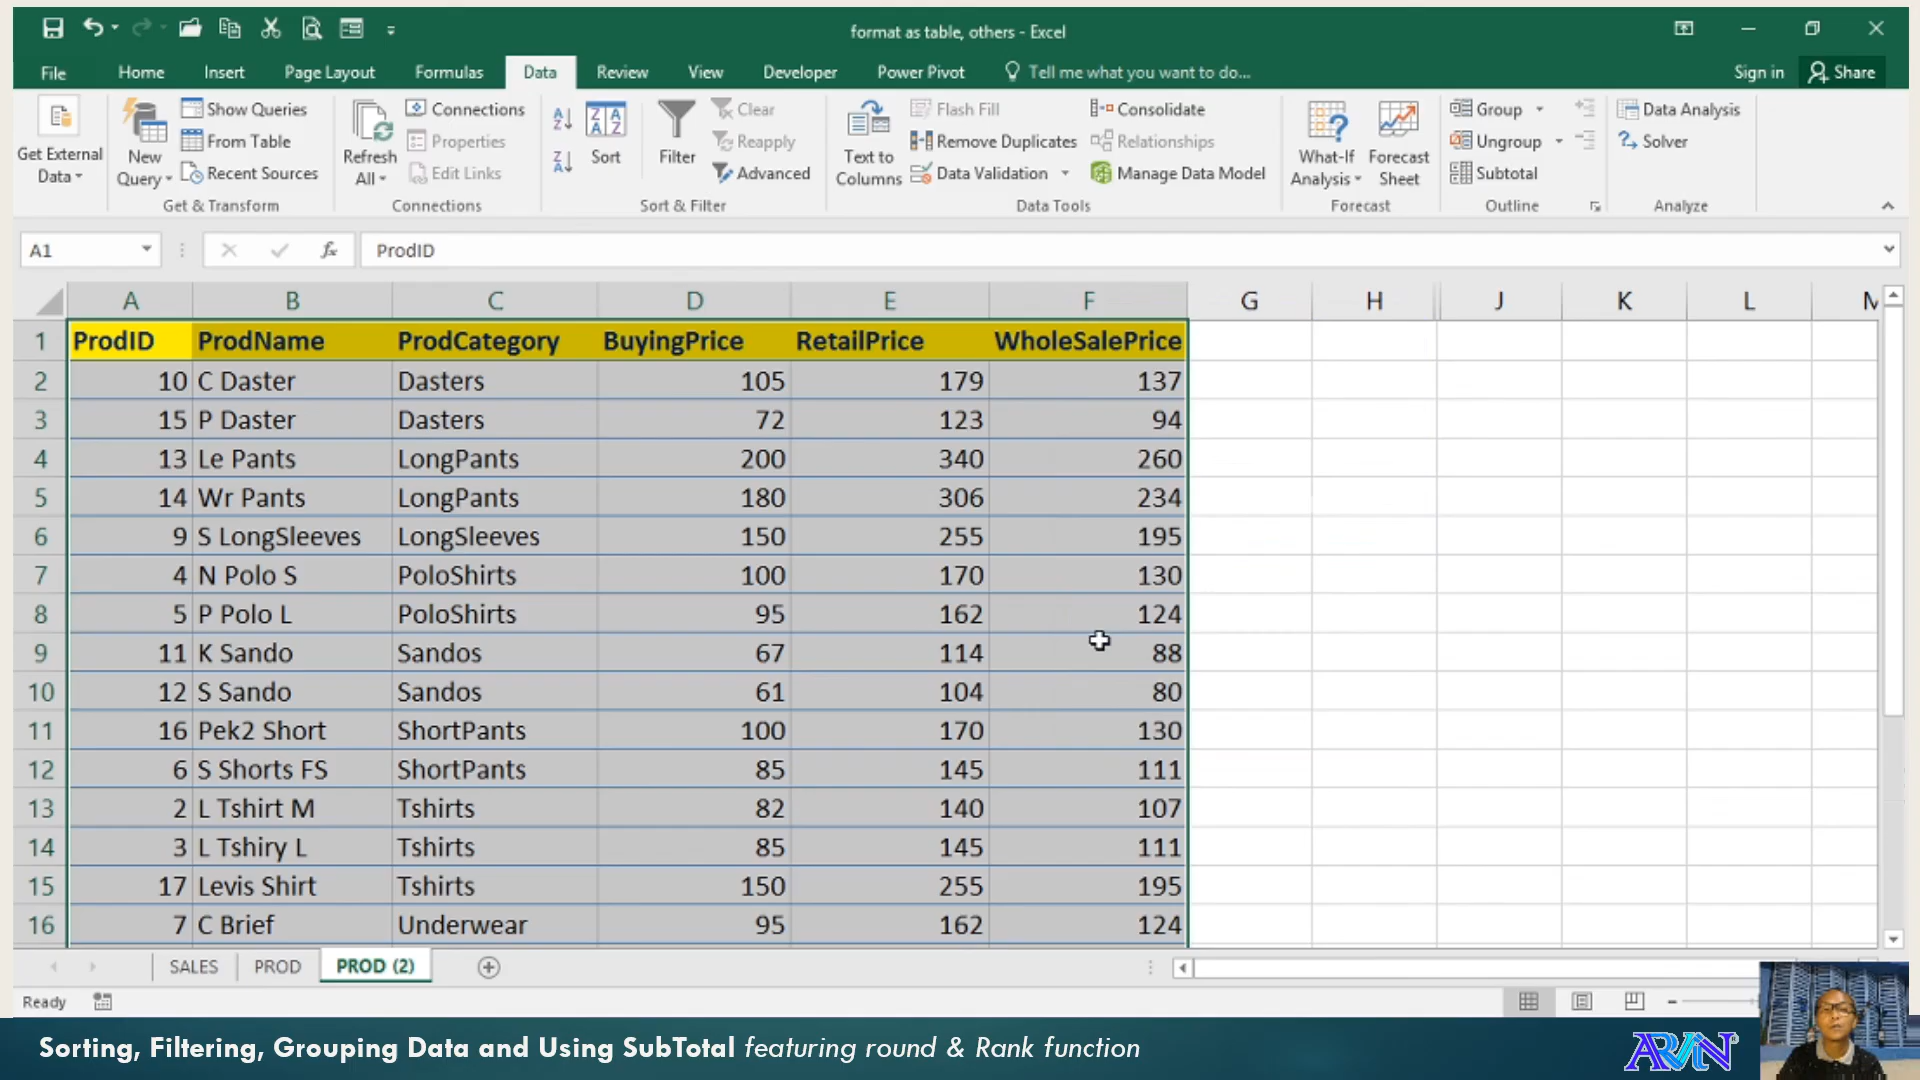 format as table, others - Excel
File Home Insert Page Layout Formulas Data Review View Developer Power Pivot Tell me what you want to do... Sign in Share
Get External Data
New Query
Show Queries
From Table
Recent Sources
Get & Transform
Refresh All
Connections
Properties
Edit Links
Connections
Sort
Filter
Clear
Reapply
Advanced
Sort & Filter
Text to Columns
Flash Fill
Remove Duplicates
Data Validation
Consolidate
Relationships
Manage Data Model
Data Tools
What-If Analysis
Forecast Sheet
Forecast
Group
Ungroup
Subtotal
Outline
Data Analysis
Solver
Analyze
A1 fx ProdID
A B C D E F G H J K L M
1 ProdID ProdName ProdCategory BuyingPrice RetailPrice WholeSalePrice
2 10 C Daster Dasters 105 179 137
3 15 P Daster Dasters 72 123 94
4 13 Le Pants LongPants 200 340 260
5 14 Wr Pants LongPants 180 306 234
6 9 S LongSleeves LongSleeves 150 255 195
7 4 N Polo S PoloShirts 100 170 130
8 5 P Polo L PoloShirts 95 162 124
9 11 K Sando Sandos 67 114 88
10 12 S Sando Sandos 61 104 80
11 16 Pek2 Short ShortPants 100 170 130
12 6 S Shorts FS ShortPants 85 145 111
13 2 L Tshirt M Tshirts 82 140 107
14 3 L Tshiry L Tshirts 85 145 111
15 17 Levis Shirt Tshirts 150 255 195
16 7 C Brief Underwear 95 162 124
SALES PROD PROD (2)
Ready
Sorting, Filtering, Grouping Data and Using SubTotal featuring round & Rank function
ARVIN